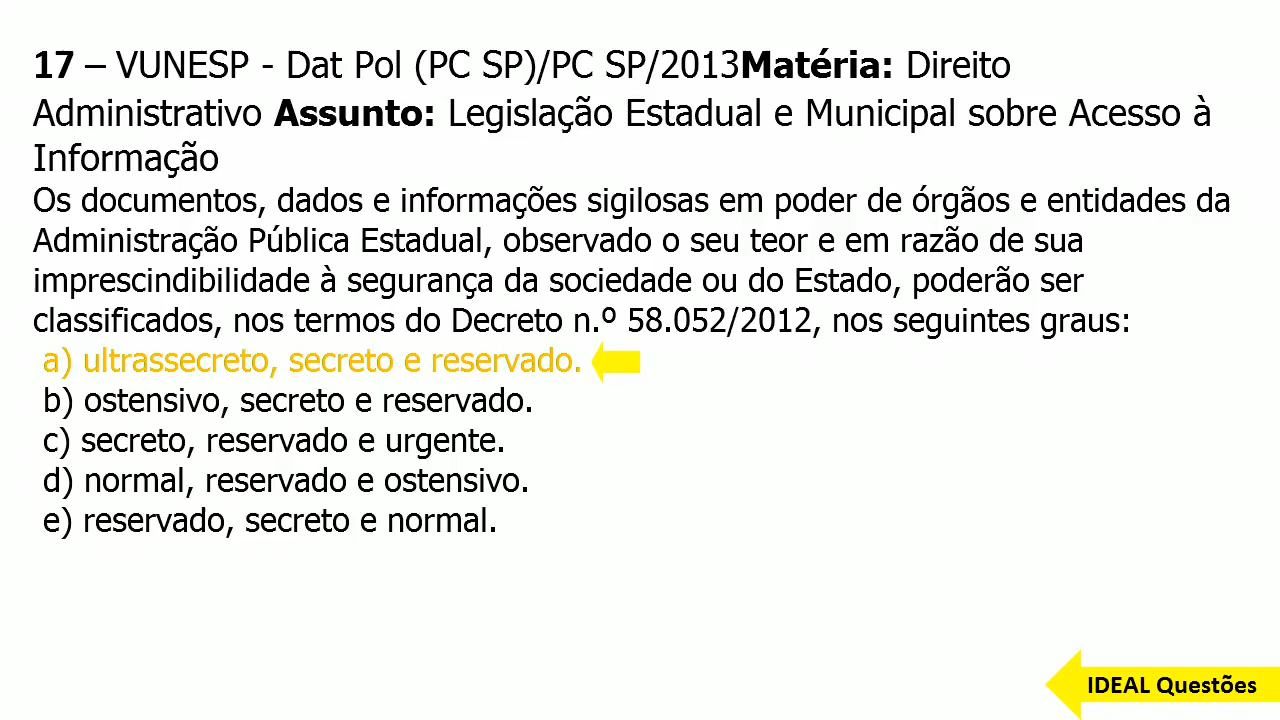 17 – VUNESP - Dat Pol (PC SP)/PC SP/2013Matéria: Direito
Administrativo Assunto: Legislação Estadual e Municipal sobre Acesso à
Informação
Os documentos, dados e informações sigilosas em poder de órgãos e entidades da
Administração Pública Estadual, observado o seu teor e em razão de sua
imprescindibilidade à segurança da sociedade ou do Estado, poderão ser
classificados, nos termos do Decreto n.º 58.052/2012, nos seguintes graus:
a) ultrassecreto, secreto e reservado.
b) ostensivo, secreto e reservado.
c) secreto, reservado e urgente.
d) normal, reservado e ostensivo.
e) reservado, secreto e normal.
IDEAL Questões